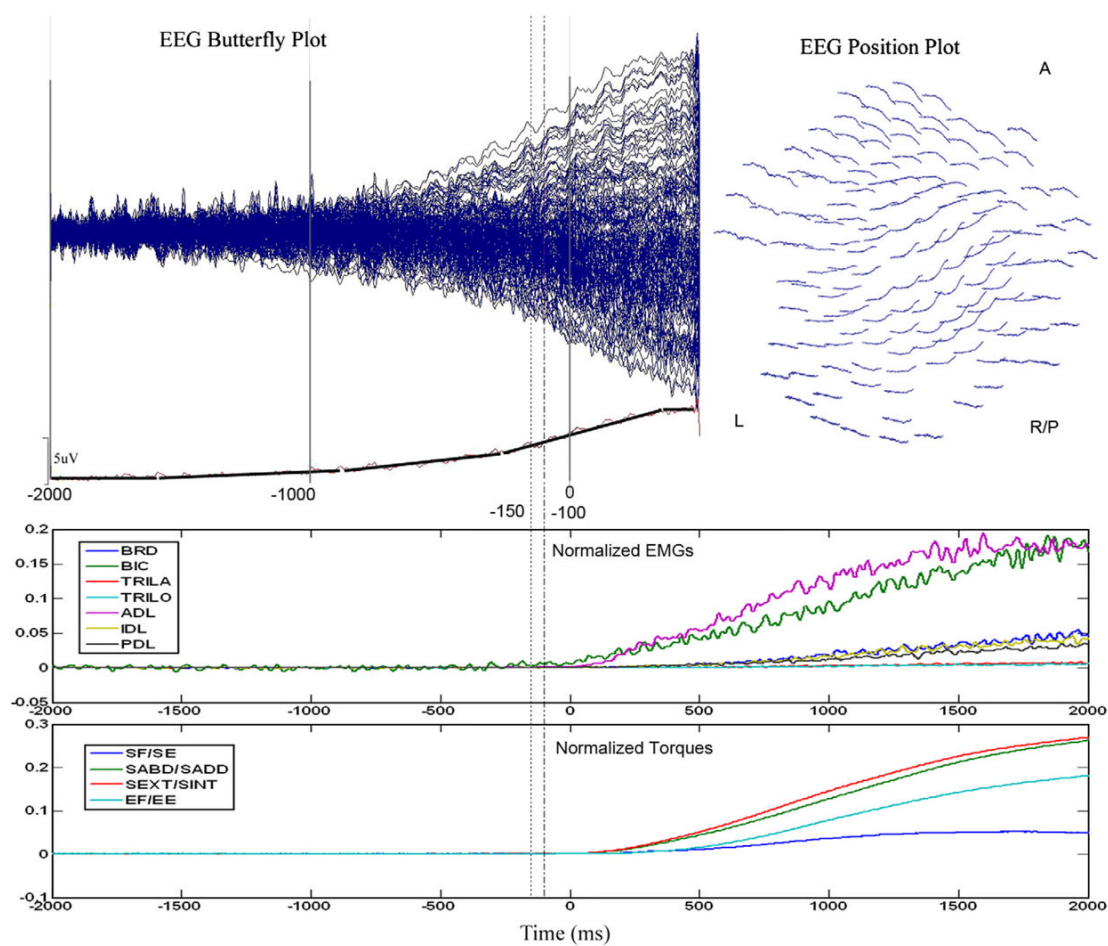 EEG Butterfly Plot
EEG Position Plot
A
L
R/P
5uV
-2000
-1000
0
-150
-100
Normalized EMGs
BRD
BIC
TRILA
TRILO
ADL
IDL
PDL
0.2
0.15
0.1
0.05
0
-0.05
-2000 -1500 -1000 -500 0 500 1000 1500 2000
Normalized Torques
SF/SE
SABD/SADD
SEXT/SINT
EF/EE
0.3
0.2
0.1
0
-0.1
-2000 -1500 -1000 -500 0 500 1000 1500 2000
Time (ms)